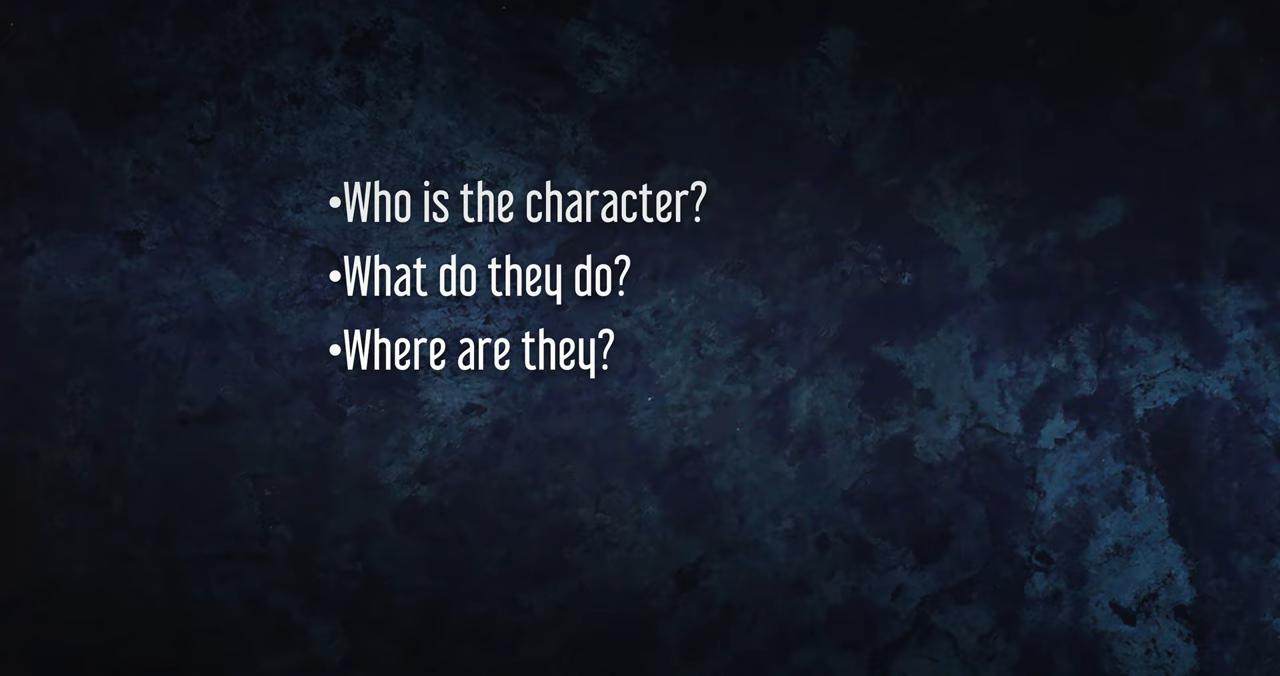 •Who is the character?
•What do they do?
•Where are they?